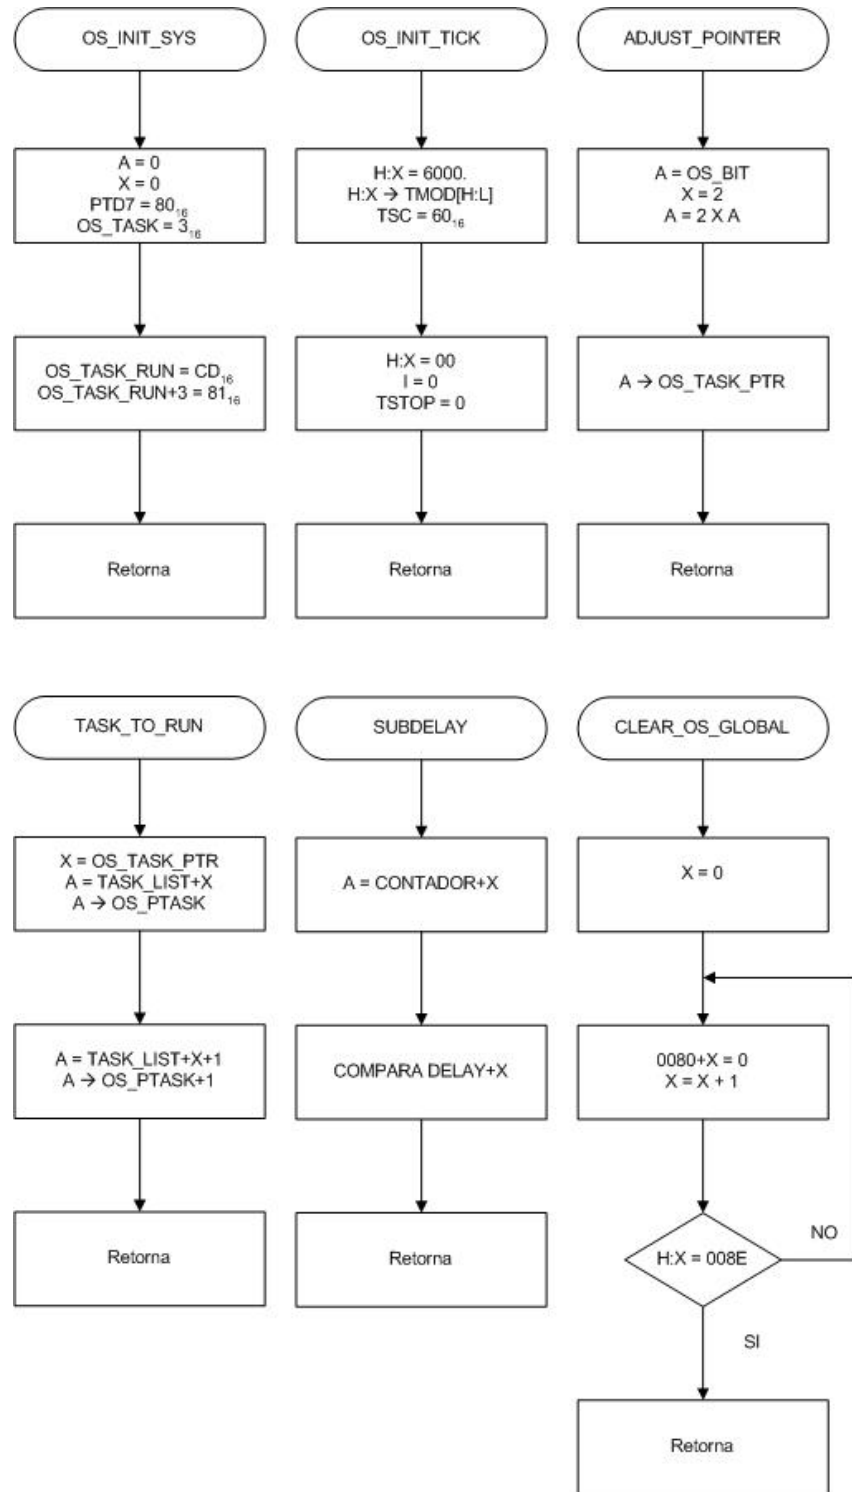 OS_INIT_SYS
A = 0
X = 0
PTD7 = 80₁₆
OS_TASK = 3₁₆
OS_TASK_RUN = CD₁₆
OS_TASK_RUN+3 = 81₁₆
Retorna
OS_INIT_TICK
H:X = 6000.
H:X → TMOD[H:L]
TSC = 60₁₆
H:X = 00
I = 0
TSTOP = 0
Retorna
ADJUST_POINTER
A = OS_BIT
X = 2
A = 2 X A
A → OS_TASK_PTR
Retorna
TASK_TO_RUN
X = OS_TASK_PTR
A = TASK_LIST+X
A → OS_PTASK
A = TASK_LIST+X+1
A → OS_PTASK+1
Retorna
SUBDELAY
A = CONTADOR+X
COMPARA DELAY+X
Retorna
CLEAR_OS_GLOBAL
X = 0
0080+X = 0
X = X + 1
H:X = 008E
NO
SI
Retorna